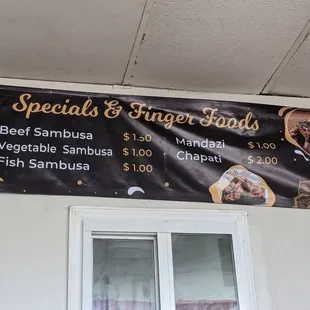 Specials & Finger Foods
Beef Sambusa $ 1.50
Vegetable Sambusa $ 1.00
Fish Sambusa $ 1.00
Mandazi $ 1.00
Chapati $ 2.00